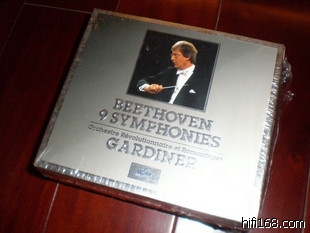 BEETHOVEN
9 SYMPHONIES
Orchestre Révolutionnaire et Romantique
GARDINER
hifi168.com